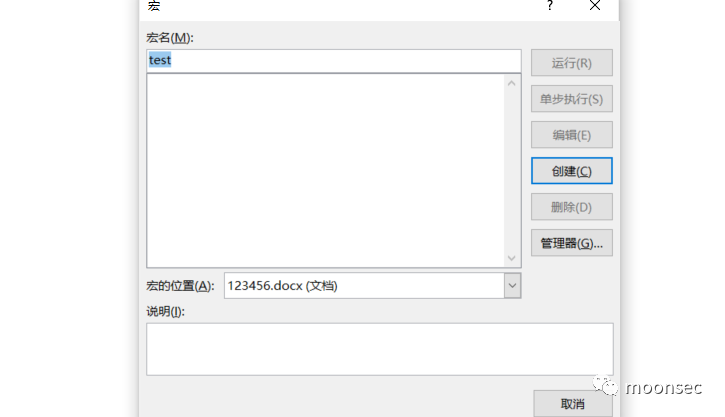 宏
?
宏名(M):
test
运行(R)
单步执行(S)
编辑(E)
创建(C)
删除(D)
管理器(G)...
宏的位置(A):
123456.docx (文档)
说明(I):
moonsec
取消